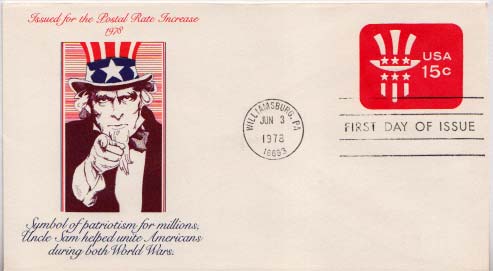 Issued for the Postal Rate Increase
1978
USA
15c
WILLIAMSBURG, PA
JUN 3
1978
16693
FIRST DAY OF ISSUE
Symbol of patriotism for millions,
Uncle Sam helped unite Americans
during both World Wars.